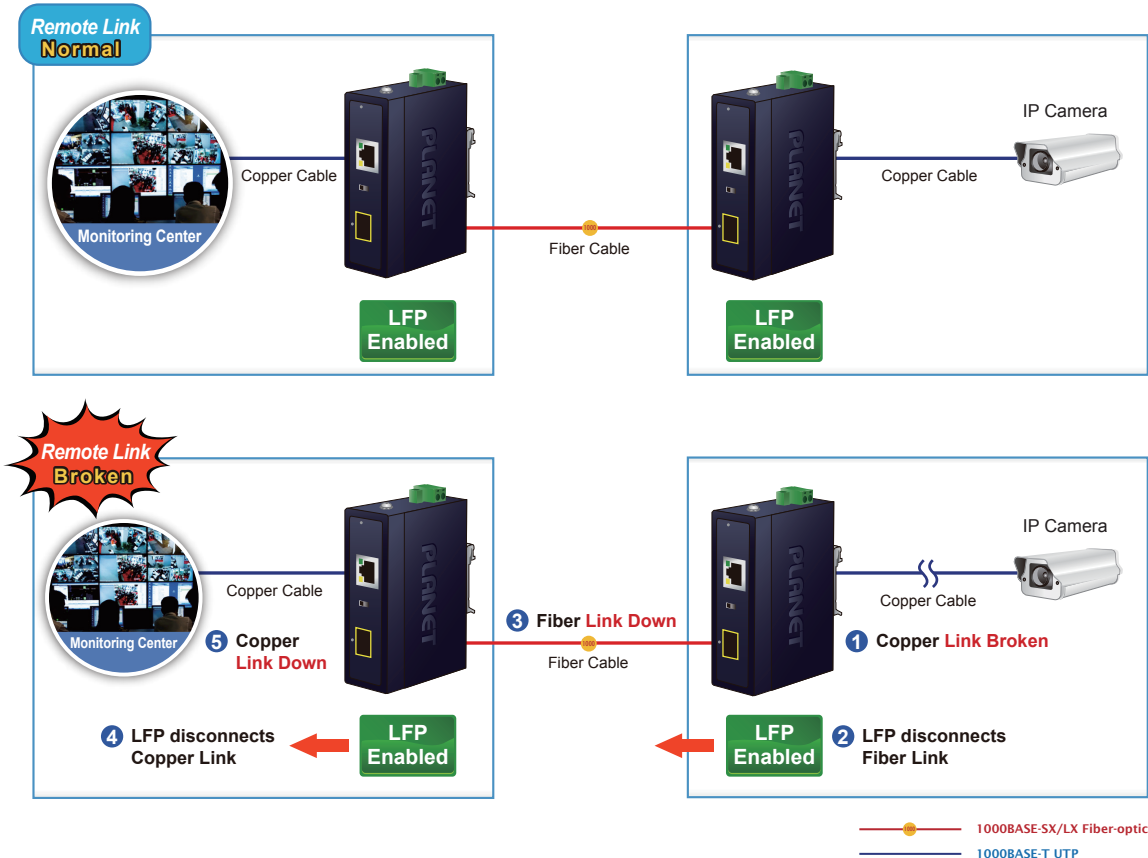 Remote Link
Normal
Monitoring Center
Copper Cable
PLANET
1000
Fiber Cable
PLANET
Copper Cable
IP Camera
LFP
Enabled
LFP
Enabled
Remote Link
Broken
Monitoring Center
Copper Cable
PLANET
5 Copper
Link Down
3 Fiber Link Down
1000
Fiber Cable
PLANET
IP Camera
Copper Cable
1 Copper Link Broken
4 LFP disconnects
Copper Link
LFP
Enabled
LFP
Enabled
2 LFP disconnects
Fiber Link
1000 1000BASE-SX/LX Fiber-optic
1000BASE-T UTP